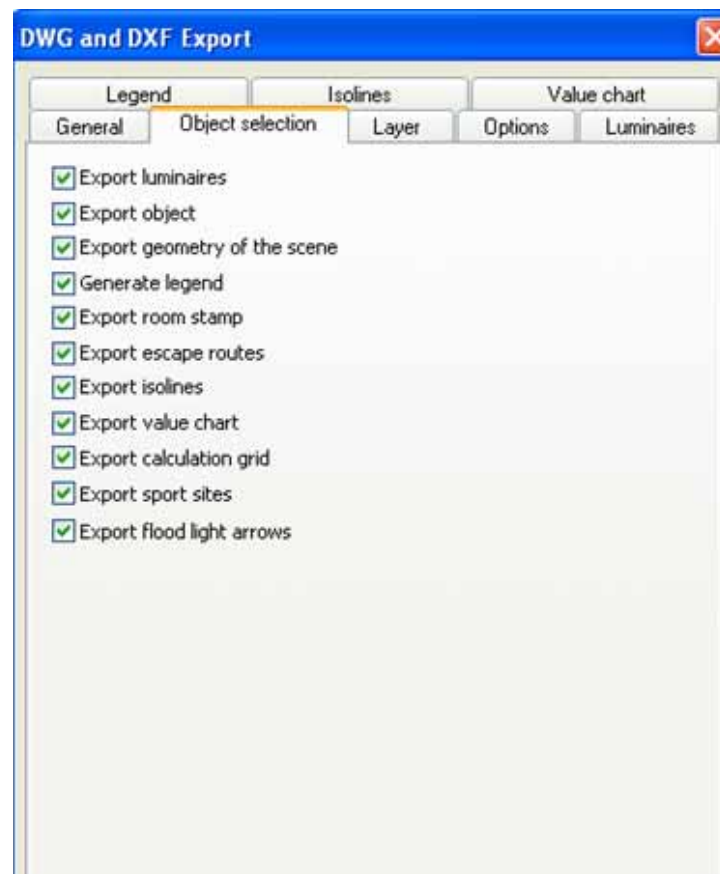 DWG and DXF Export
Legend Isolines Value chart
General Object selection Layer Options Luminaires
Export luminaires
Export object
Export geometry of the scene
Generate legend
Export room stamp
Export escape routes
Export isolines
Export value chart
Export calculation grid
Export sport sites
Export flood light arrows